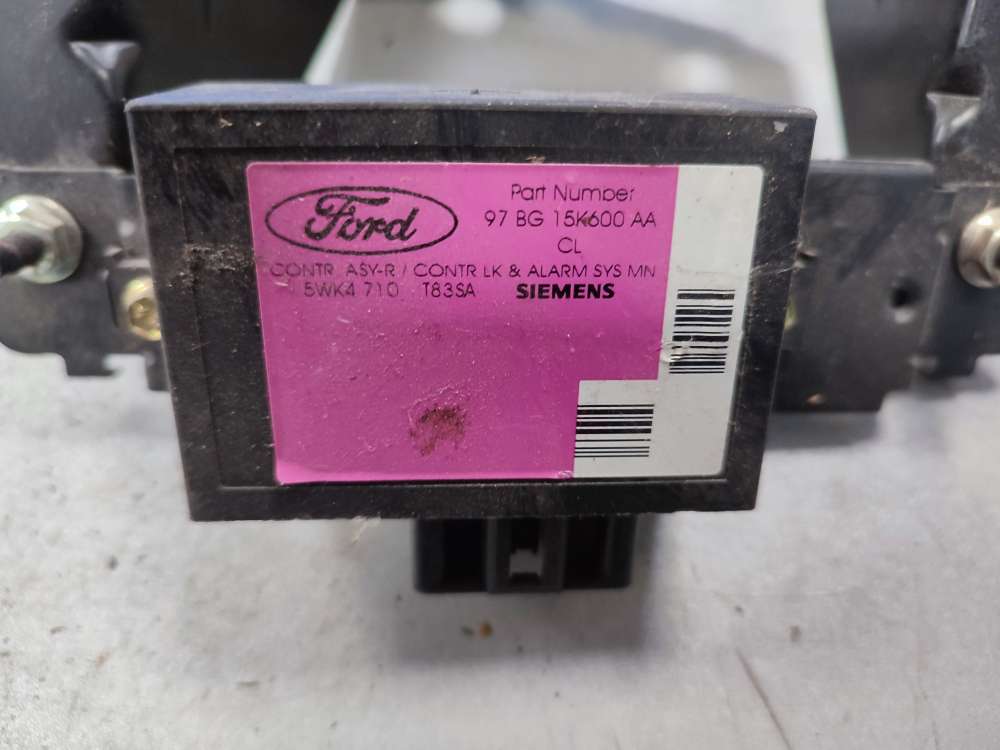 Ford
Part Number
97 BG 15K600 AA
CL
CONTR ASY-R / CONTR LK & ALARM SYS MN
5WK4 710 T83SA SIEMENS